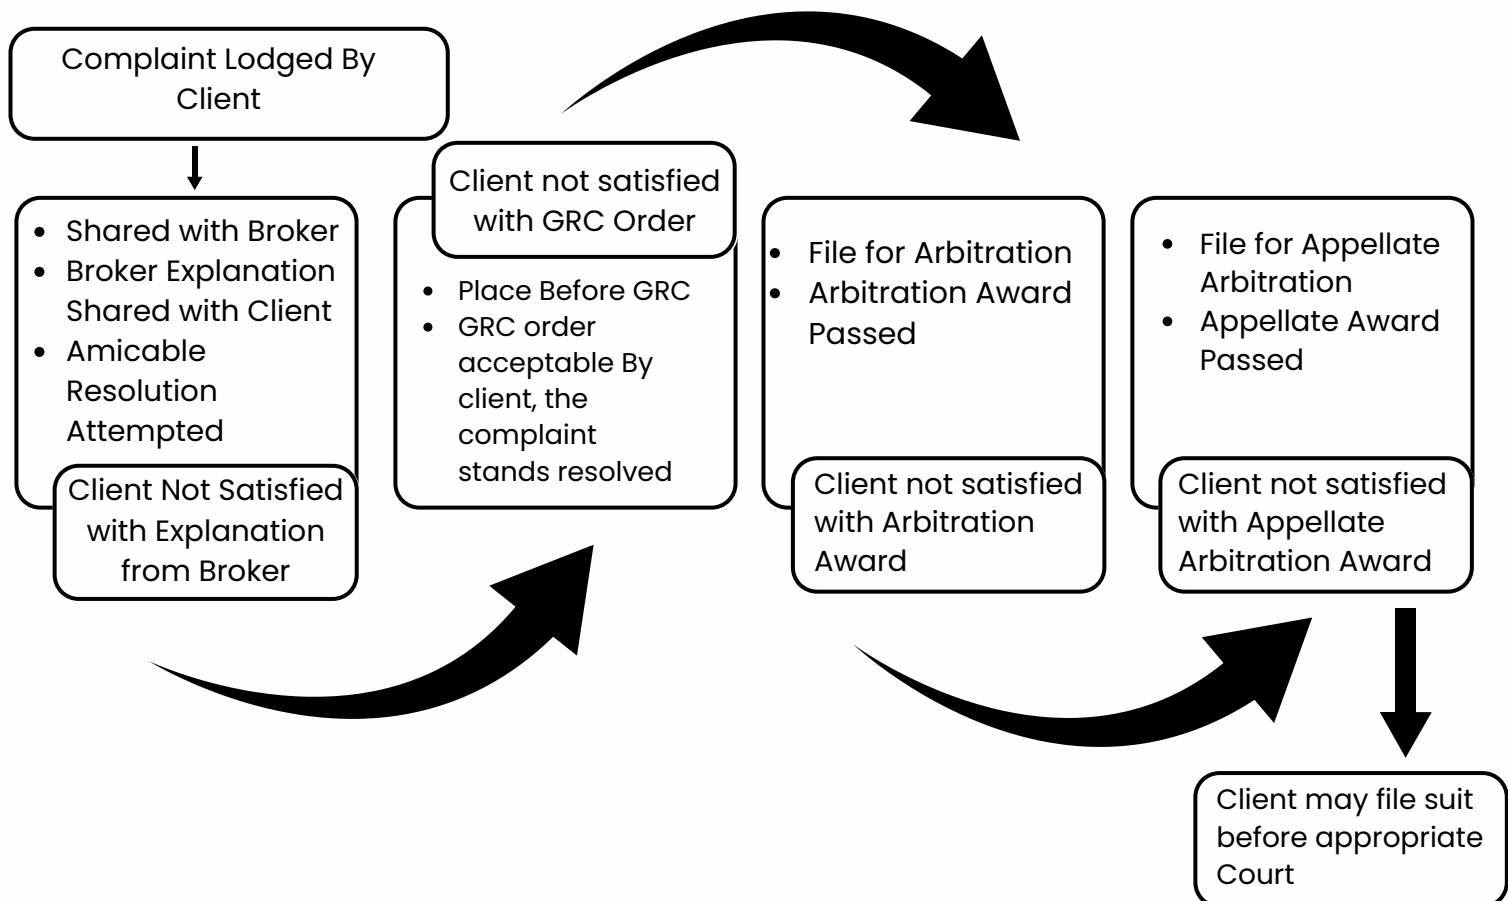 Complaint Lodged By
Client
• Shared with Broker
• Broker Explanation
Shared with Client
• Amicable
Resolution
Attempted
Client Not Satisfied
with Explanation
from Broker
Client not satisfied
with GRC Order
• Place Before GRC
• GRC order
acceptable By
client, the
complaint
stands resolved
• File for Arbitration
• Arbitration Award
Passed
Client not satisfied
with Arbitration
Award
• File for Appellate
Arbitration
• Appellate Award
Passed
Client not satisfied
with Appellate
Arbitration Award
Client may file suit
before appropriate
Court